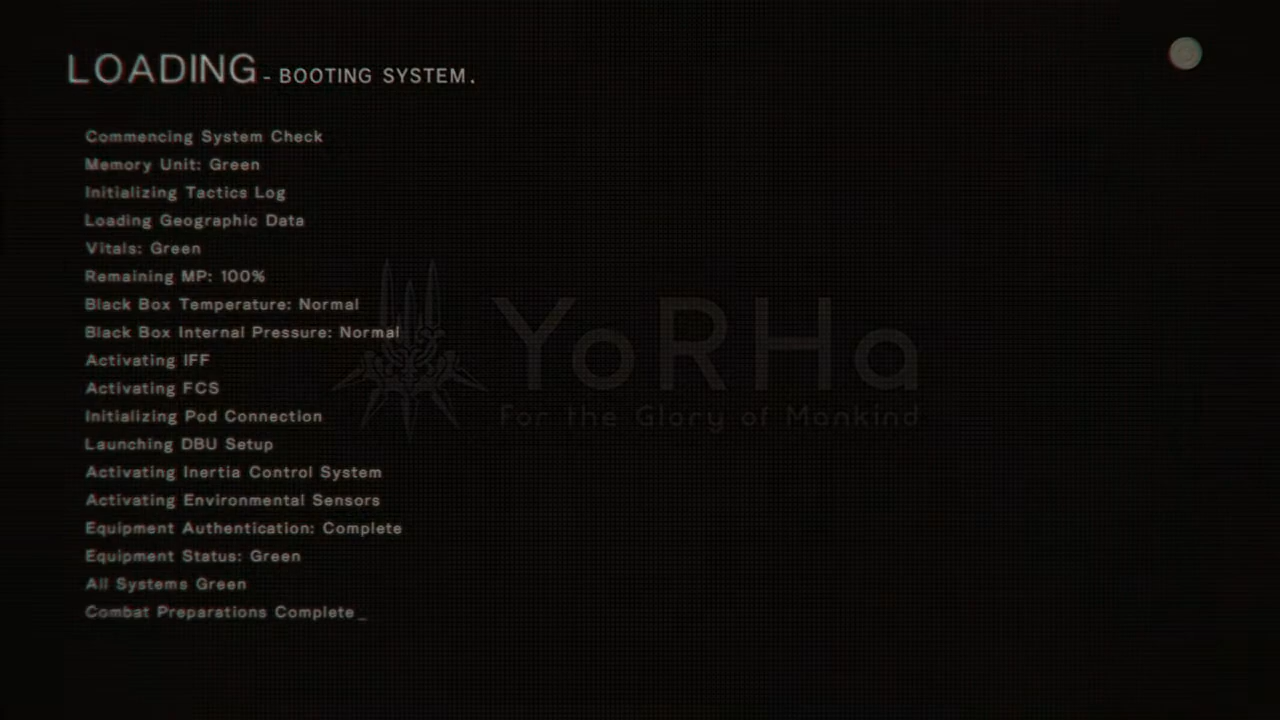 LOADING - BOOTING SYSTEM.
Commencing System Check
Memory Unit: Green
Initializing Tactics Log
Loading Geographic Data
Vitals: Green
Remaining MP: 100%
Black Box Temperature: Normal
Black Box Internal Pressure: Normal
Activating IFF
Activating FCS
Initializing Pod Connection
Launching DBU Setup
Activating Inertia Control System
Activating Environmental Sensors
Equipment Authentication: Complete
Equipment Status: Green
All Systems Green
Combat Preparations Complete_
YoRHa
For the Glory of Mankind